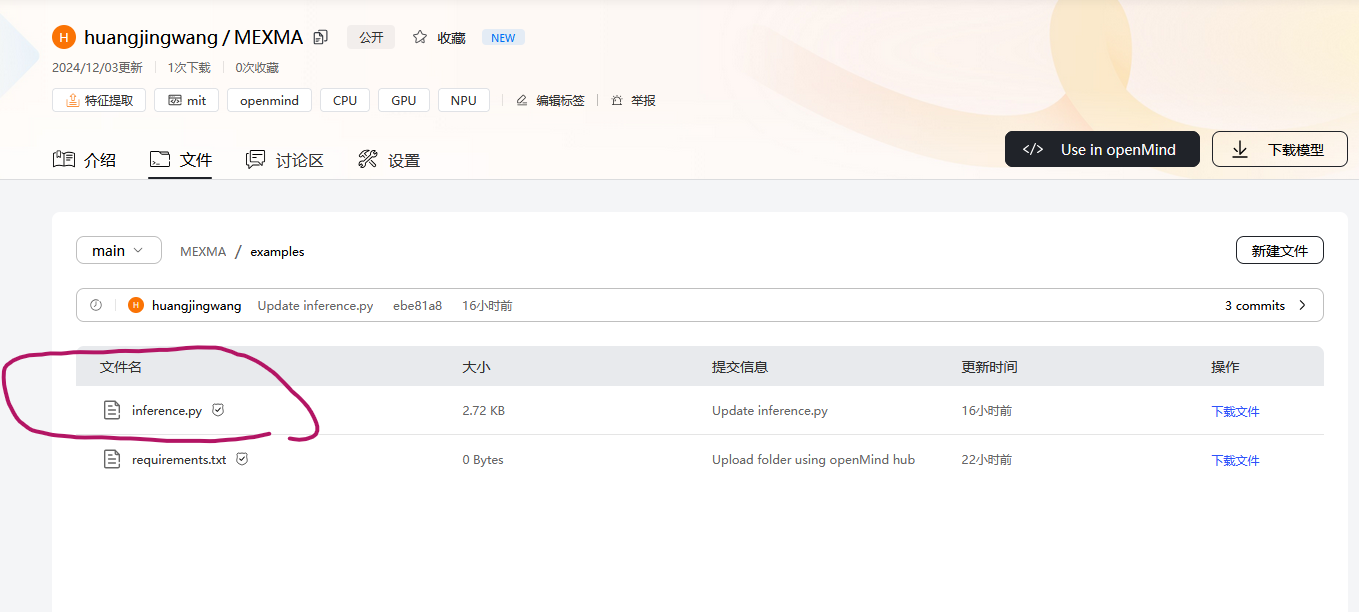 H huangjingwang / MEXMA 公开 收藏 NEW
2024/12/03更新 1次下载 0次收藏
特征提取 mit openmind CPU GPU NPU 编辑标签 举报
介绍 文件 讨论区 设置 </> Use in openMind 下载模型
main MEXMA / examples 新建文件
H huangjingwang Update inference.py ebe81a8 16小时前 3 commits
文件名 大小 提交信息 更新时间 操作
inference.py 2.72 KB Update inference.py 16小时前 下载文件
requirements.txt 0 Bytes Upload folder using openMind hub 22小时前 下载文件